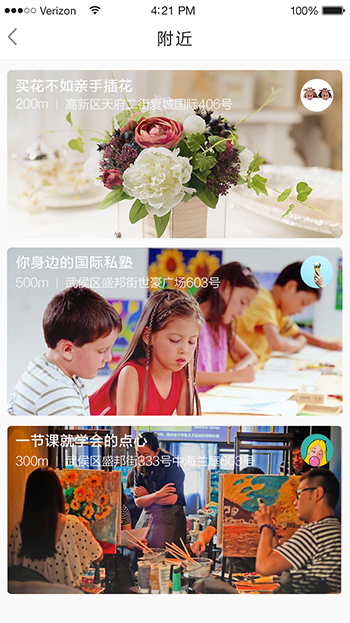 Verizon 4:21 PM 100%
附近
买花不如亲手插花
200m | 高新区天府二街复城国际406号
你身边的国际私塾
500m | 武侯区盛邦街世豪广场603号
一节课就学会的点心
300m | 武侯区盛邦街333号中海兰庭603号